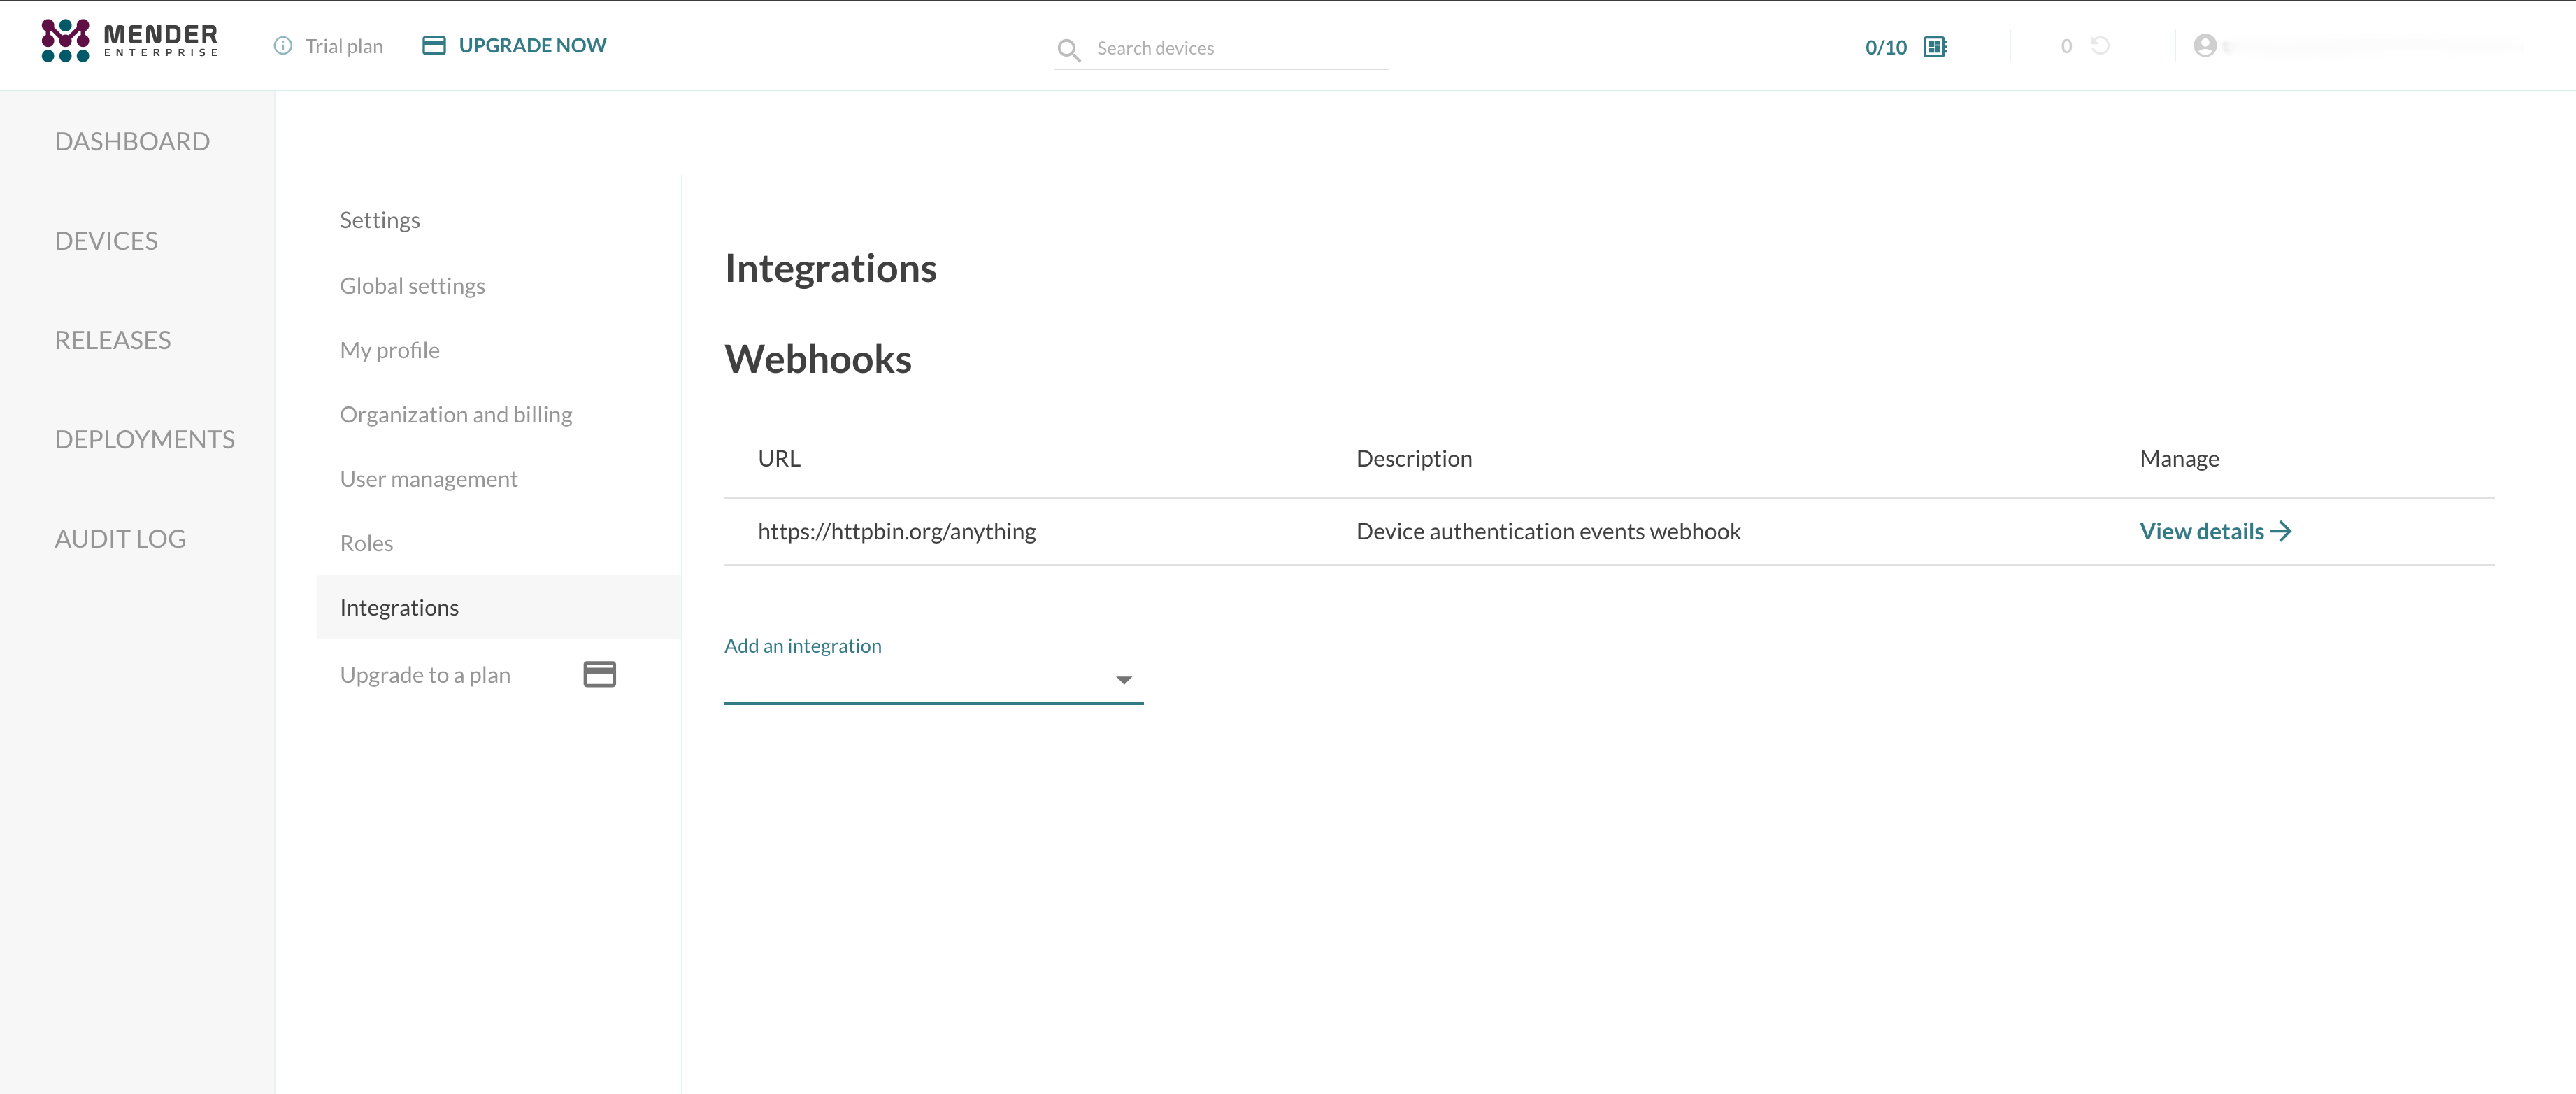 MENDER
ENTERPRISE
Trial plan
UPGRADE NOW
Search devices
0/10
0
DASHBOARD
DEVICES
RELEASES
DEPLOYMENTS
AUDIT LOG
Settings
Global settings
My profile
Organization and billing
User management
Roles
Integrations
Upgrade to a plan
Integrations
Webhooks
URL Description Manage
https://httpbin.org/anything Device authentication events webhook View details
Add an integration